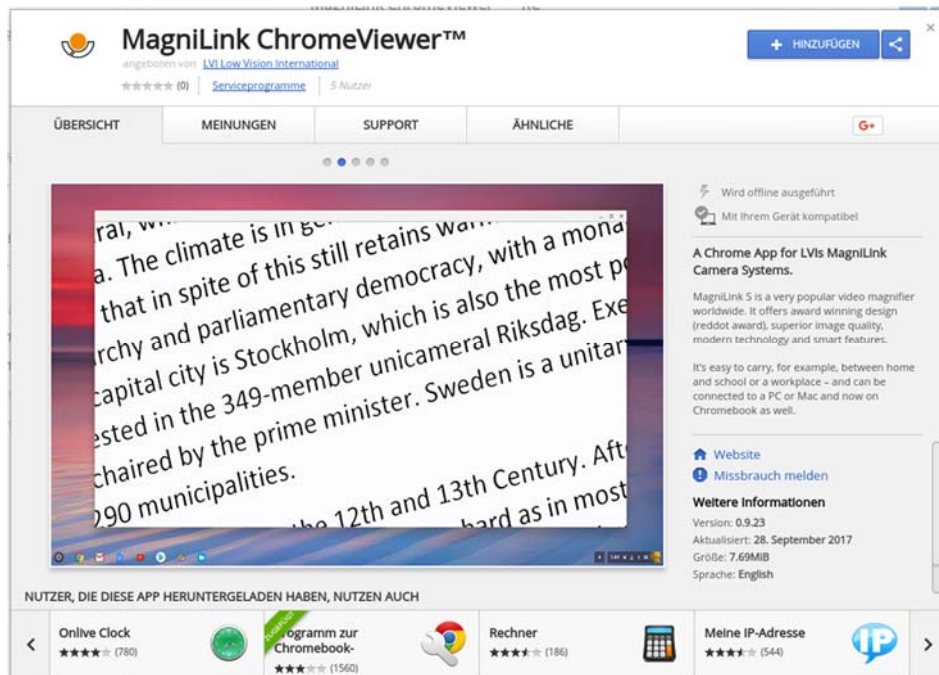 MagniLink ChromeViewer™
angeboten von LVI Low Vision International
(0) Serviceprogramme 5 Nutzer
+ HINZUFÜGEN
ÜBERSICHT MEINUNGEN SUPPORT ÄHNLICHE G+
a. The climate is in
that in spite of this still retains
archy and parliamentary democracy, with a mona
capital city is Stockholm, which is also the most po
ested in the 349-member unicameral Riksdag. Exe
chaired by the prime minister. Sweden is a unitar
290 municipalities.
the 12th and 13th Century. Aft
hard as in most
Wird offline ausgeführt
Mit Ihrem Gerät kompatibel
A Chrome App for LVIs MagniLink
Camera Systems.
MagniLink S is a very popular video magnifier
worldwide. It offers award winning design
(reddot award), superior image quality,
modern technology and smart features.
It's easy to carry, for example, between home
and school or a workplace – and can be
connected to a PC or Mac and now on
Chromebook as well.
Website
Missbrauch melden
Weitere Informationen
Version: 0.9.23
Aktualisiert: 28. September 2017
Größe: 7.69MiB
Sprache: English
NUTZER, DIE DIESE APP HERUNTERGELADEN HABEN, NUTZEN AUCH
Onlive Clock
(780)
Programm zur
Chromebook-
(1560)
Rechner
(186)
Meine IP-Adresse
(544)
IP